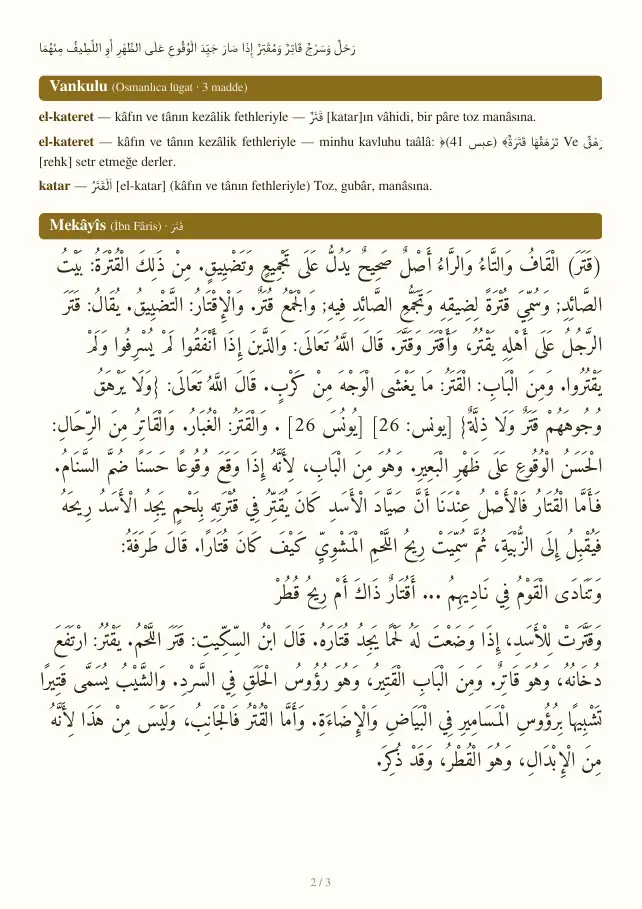 رَحْلٌ وَسَرْجٌ قَاتِرٌ وَمُقْتِرٌ إِذَا صَارَ جَيِّدَ الْوُقُوعِ عَلَى الظَّهْرِ أَوِ اللَّطِيفُ مِنْهُمَا
Vankulu (Osmanlıca lügat · 3 madde)
el-kateret — kâfın ve tânın kezâlik fethleriyle — قَتَرٌ [katar]ın vâhidi, bir pâre toz manâsına.
el-kateret — kâfın ve tânın kezâlik fethleriyle — minhu kavluhu taâlâ: ﴿تَرْهَقُهَا قَتَرَةٌ﴾ (عبس 41) Ve رَهْقٌ
[rehk] setr etmeğe derler.
katar — اَلْقَتَرُ [el-katar] (kâfın ve tânın fethleriyle) Toz, gubâr, manâsına.
Mekâyîs (İbn Fâris) · قَتَرَ
(قَتَرَ) الْقَافُ وَالتَّاءُ وَالرَّاءُ أَصْلٌ صَحِيحٌ يَدُلُّ عَلَى تَجْمِيعٍ وَتَضْيِيقٍ. مِنْ ذَلِكَ الْقُتْرَةُ: بَيْتُ
الصَّائِدِ; وَسُمِّيَ قُتْرَةً لِضِيقِهِ وَتَجَمُّعِ الصَّائِدِ فِيهِ; وَالْجَمْعُ قُتَرٌ. وَالْإِقْتَارُ: التَّضْيِيقُ. يُقَالُ: قَتَرَ
الرَّجُلُ عَلَى أَهْلِهِ يَقْتُرُ، وَأَقْتَرَ وَقَتَّرَ. قَالَ اللَّهُ تَعَالَى: وَالَّذِينَ إِذَا أَنْفَقُوا لَمْ يُسْرِفُوا وَلَمْ
يَقْتُرُوا. وَمِنَ الْبَابِ: الْقَتَرُ: مَا يَغْشَى الْوَجْهَ مِنْ كَرْبٍ. قَالَ اللَّهُ تَعَالَى: {وَلَا يَرْهَقُ
وُجُوهَهُمْ قَتَرٌ وَلَا ذِلَّةٌ} [يونس: 26] [يُونُسَ 26] . وَالْقَتَرُ: الْغُبَارُ. وَالْقَاتِرُ مِنَ الرِّحَالِ:
الْحَسَنُ الْوُقُوعِ عَلَى ظَهْرِ الْبَعِيرِ. وَهُوَ مِنَ الْبَابِ، لِأَنَّهُ إِذَا وَقَعَ وُقُوعًا حَسَنًا ضُمَّ السَّنَامُ.
فَأَمَّا الْقُتَارُ فَالْأَصْلُ عِنْدَنَا أَنَّ صَيَّادَ الْأَسَدِ كَانَ يُقَتِّرُ فِي قُتْرَتِهِ بِلَحْمٍ يَجِدُ الْأَسَدُ رِيحَهُ
فَيُقْبِلُ إِلَى الزُّبْيَةِ، ثُمَّ سُمِّيَتْ رِيحُ اللَّحْمِ الْمَشْوِيِّ كَيْفَ كَانَ قُتَارًا. قَالَ طَرَفَةُ:
وَتَنَادَى الْقَوْمُ فِي نَادِيهِمُ ... أَقُتَارٌ ذَاكَ أَمْ رِيحُ قُطُرْ
وَقَتَّرَتْ لِلْأَسَدِ، إِذَا وَضَعْتَ لَهُ لَحْمًا يَجِدُ قُتَارَهُ. قَالَ ابْنُ السِّكِّيتِ: قَتَرَ اللَّحْمُ. يَقْتُرُ: ارْتَفَعَ
دُخَانُهُ، وَهُوَ قَاتِرٌ. وَمِنَ الْبَابِ الْقَتِيرُ، وَهُوَ رُؤُوسُ الْحَلَقِ فِي السَّرْدِ. وَالشَّيْبُ يُسَمَّى قَتِيرًا
تَشْبِيهًا بِرُؤُوسِ الْمَسَامِيرِ فِي الْبَيَاضِ وَالْإِضَاءَةِ. وَأَمَّا الْقُتْرُ فَالْجَانِبُ، وَلَيْسَ مِنْ هَذَا لِأَنَّهُ
مِنَ الْإِبْدَالِ، وَهُوَ الْقُطْرُ، وَقَدْ ذُكِرَ.
2 / 3